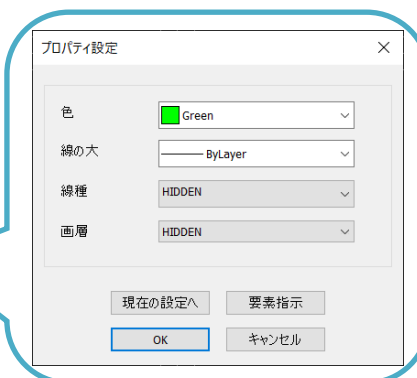 プロパティ設定
色 Green
線の大 ByLayer
線種 HIDDEN
画層 HIDDEN
現在の設定へ 要素指示
OK キャンセル